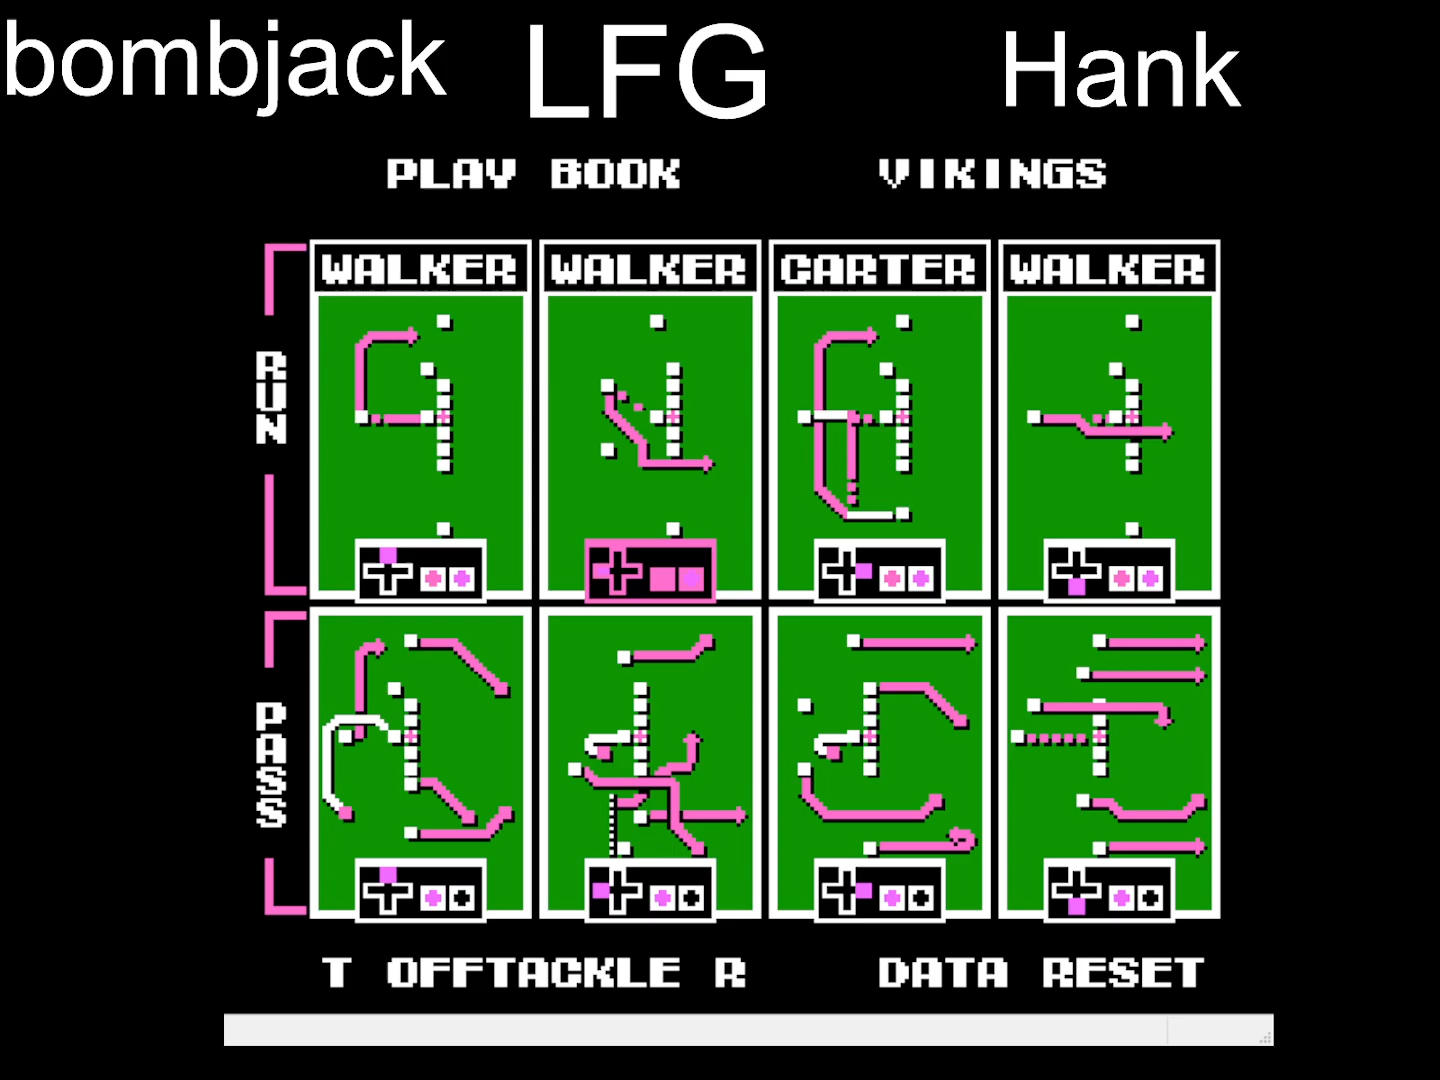 bombjack LFG Hank
PLAY BOOK VIKINGS
WALKER WALKER CARTER WALKER
RUN
PASS
T OFFTACKLE R DATA RESET